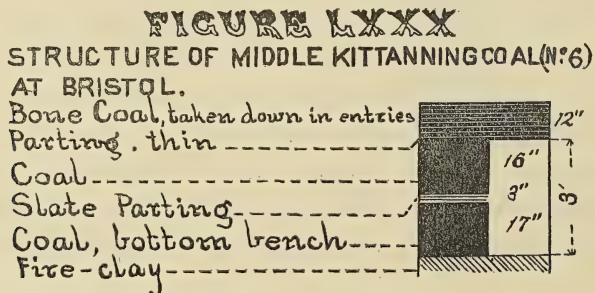 FIGURE LXXX
STRUCTURE OF MIDDLE KITTANNING COAL (No 6)
AT BRISTOL.
Bone Coal, taken down in entries 12"
Parting, thin
16"
Coal
3" 3'
Slate Parting
17"
Coal, bottom bench
Fire-clay